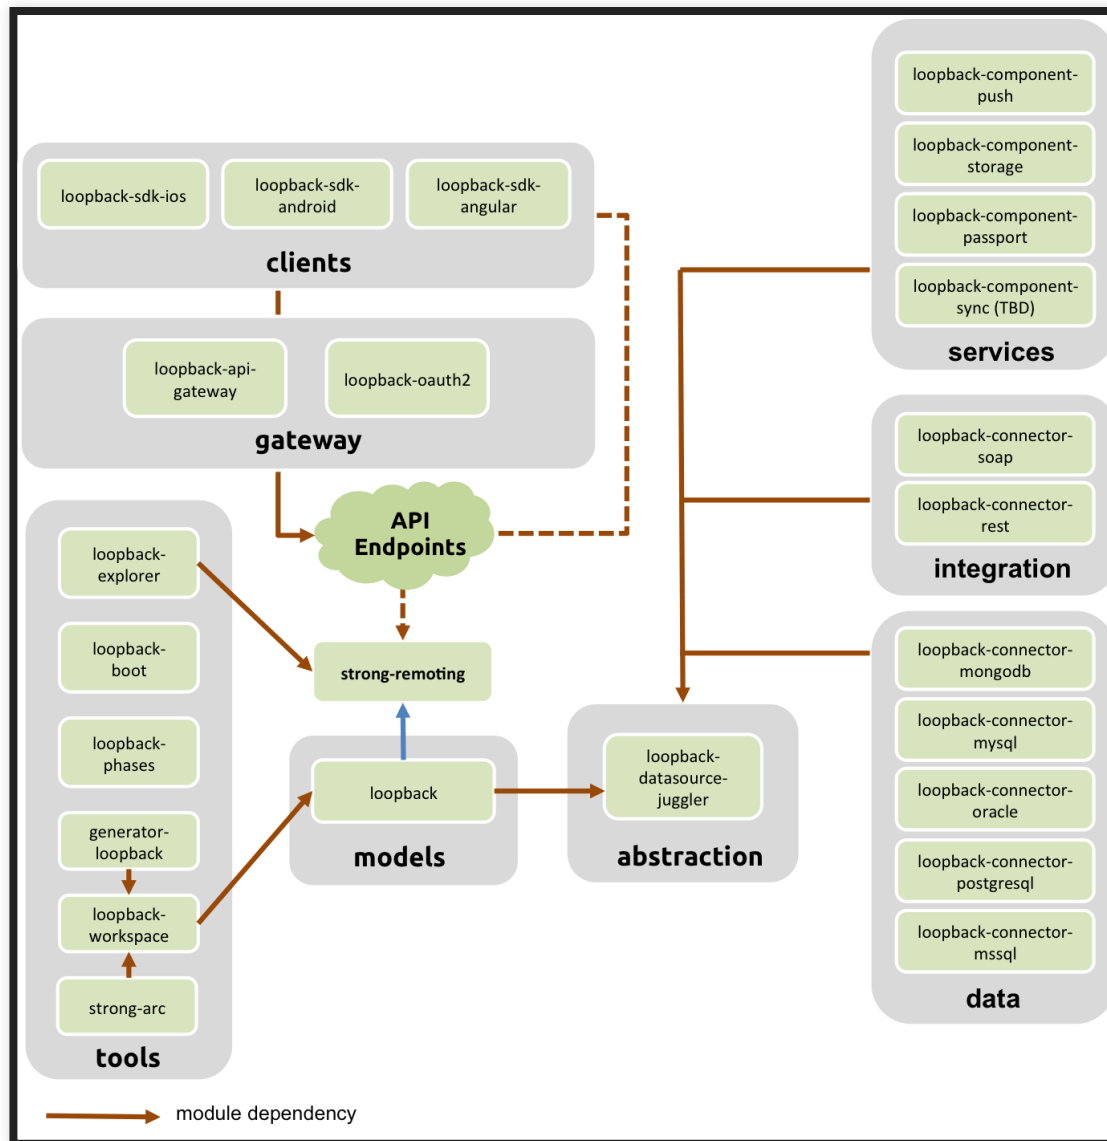 loopback-sdk-ios
loopback-sdk-
android
loopback-sdk-
angular
clients
loopback-api-
gateway
loopback-oauth2
gateway
API
Endpoints
strong-remoting
loopback-
explorer
loopback-
boot
loopback-
phases
generator-
loopback
loopback-
workspace
strong-arc
tools
loopback
models
loopback-
datasource-
juggler
abstraction
loopback-component-
push
loopback-component-
storage
loopback-component-
passport
loopback-component-
sync (TBD)
services
loopback-connector-
soap
loopback-connector-
rest
integration
loopback-connector-
mongodb
loopback-connector-
mysql
loopback-connector-
oracle
loopback-connector-
postgresql
loopback-connector-
mssql
data
module dependency